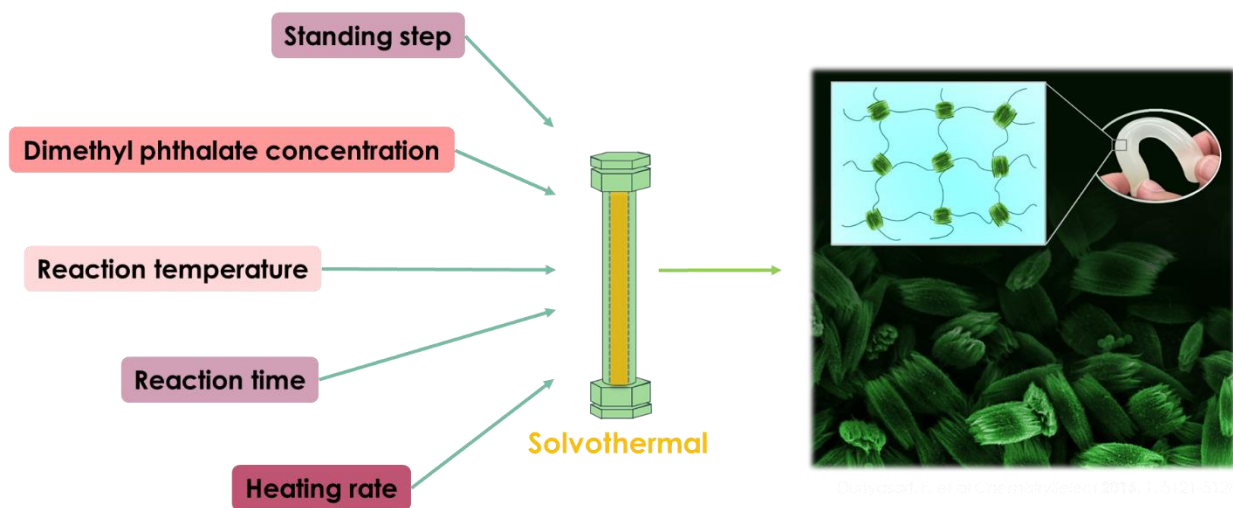 Standing step
Dimethyl phthalate concentration
Reaction temperature
Reaction time
Heating rate
Solvothermal